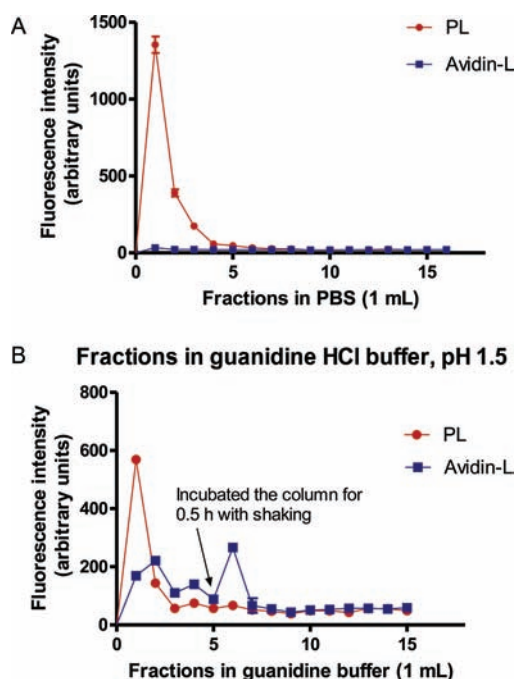 A
Fluorescence intensity
(arbitrary units)
1500
1000
500
0
0
5
10
15
Fractions in PBS (1 mL)
PL
Avidin-L
B
Fractions in guanidine HCl buffer, pH 1.5
Fluorescence intensity
(arbitrary units)
800
600
400
200
0
0
5
10
15
Fractions in guanidine buffer (1 mL)
PL
Avidin-L
Incubated the column for
0.5 h with shaking